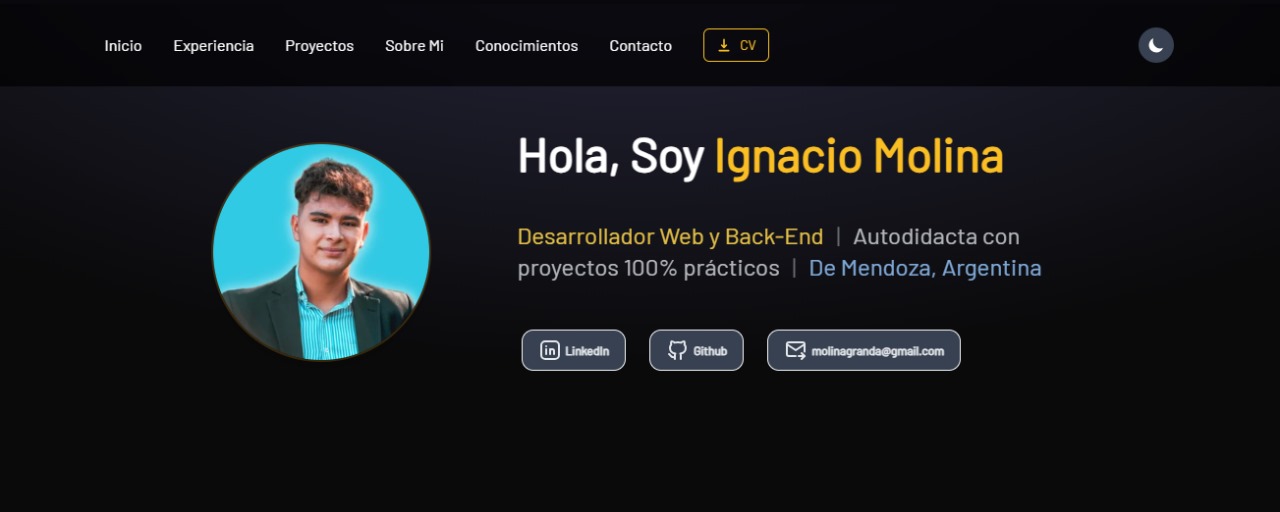 Inicio Experiencia Proyectos Sobre Mi Conocimientos Contacto CV
Hola, Soy Ignacio Molina
Desarrollador Web y Back-End | Autodidacta con
proyectos 100% prácticos | De Mendoza, Argentina
LinkedIn Github molinagranda@gmail.com